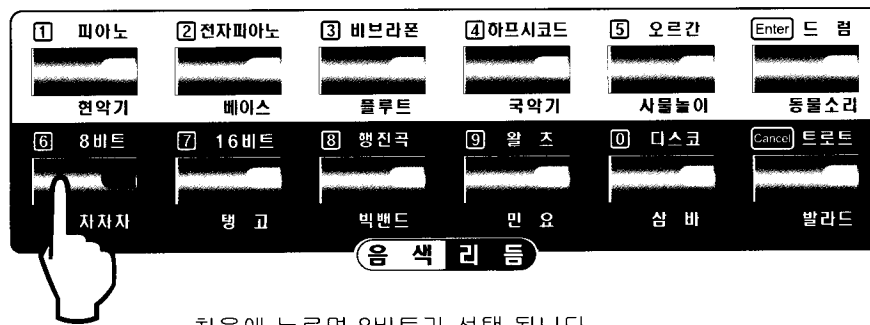 1 피아노 2 전자피아노 3 비브라폰 4 하프시코드 5 오르간 Enter 드 럼
현악기 베이스 플루트 국악기 사물놀이 동물소리
6 8비트 7 16비트 8 행진곡 9 왈 즈 0 디스코 Cancel 트로트
차차차 탱 고 빅밴드 민 요 삼 바 발라드
음 색 리 듬
처음에 누르면 8비트가 선택 됩니다